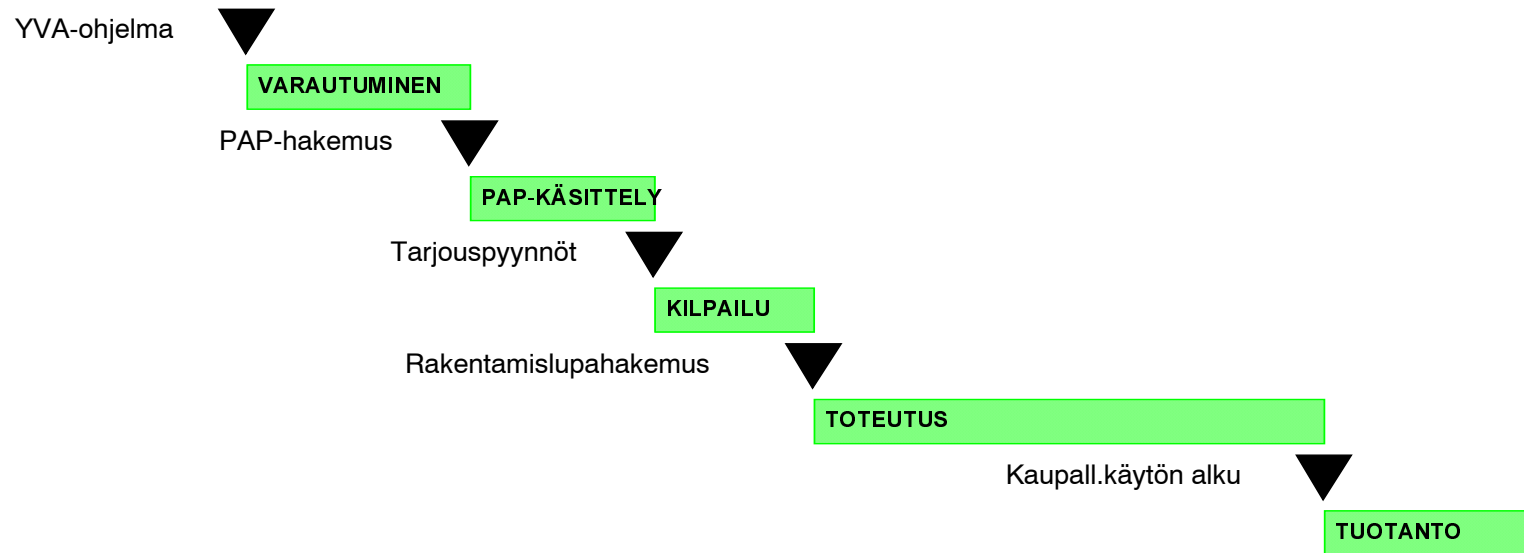 YVA-ohjelma
VARAUTUMINEN
PAP-hakemus
PAP-KÄSITTELY
Tarjouspyynnöt
KILPAILU
Rakentamislupahakemus
TOTEUTUS
Kaupall.käytön alku
TUOTANTO